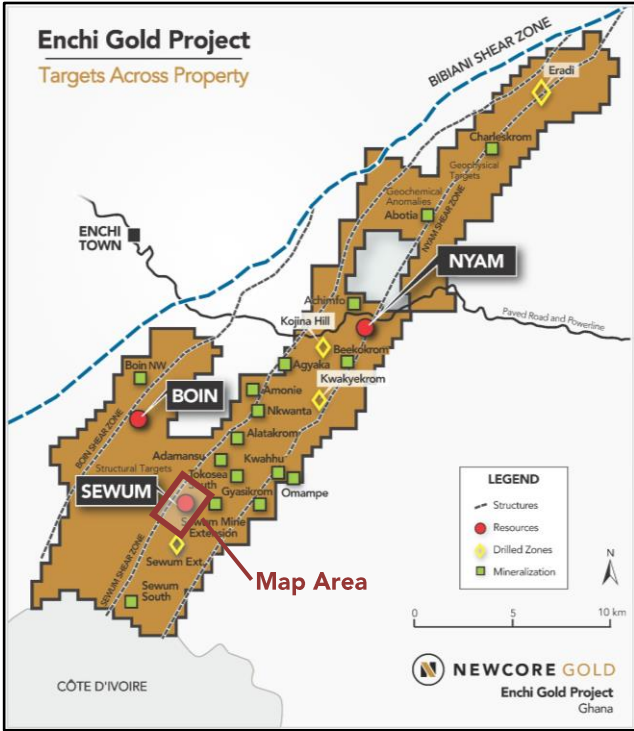 Enchi Gold Project
Targets Across Property
BIBIANI SHEAR ZONE
Eradi
Charleskrom
Geophysical
Targets
Geochemical
Anomalies
Abotia
NYAM SHEAR ZONE
ENCHI
TOWN
NYAM
Achimfo
Paved Road and Powerline
Kojina Hill
Beekokrom
Agyaka
Boin NW
Kwakyekrom
Amonie
BOIN
Nkwanta
BOIN SHEAR ZONE
Alatakrom
Structural Targets
Adamansu
Kwahhu
Tokosea
South
Omampe
SEWUM
Gyasikrom
Sewum Mine
Extension
Sewum Ext.
SEWUM SHEAR ZONE
Map Area
Sewum
South
LEGEND
Structures
Resources
Drilled Zones
Mineralization
N
0
5
10 km
CÔTE D'IVOIRE
NEWCORE GOLD
Enchi Gold Project
Ghana